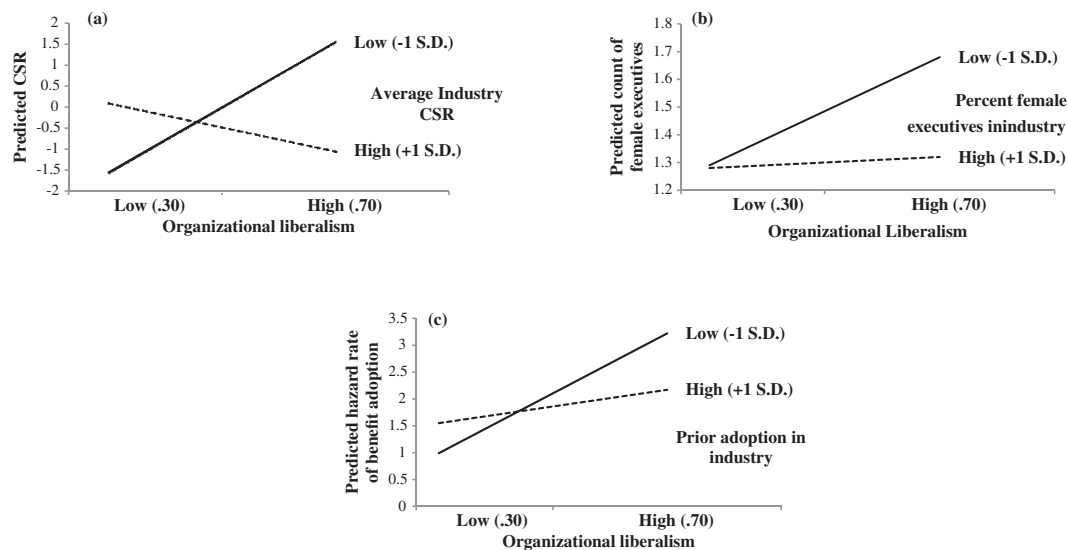 (a)
Predicted CSR
2
1.5
1
0.5
0
-0.5
-1
-1.5
-2
Low (-1 S.D.)
Average Industry
CSR
High (+1 S.D.)
Low (.30)
High (.70)
Organizational liberalism
(b)
Predicted count of
female executives
1.8
1.7
1.6
1.5
1.4
1.3
1.2
Low (-1 S.D.)
Percent female
executives inindustry
High (+1 S.D.)
Low (.30)
High (.70)
Organizational Liberalism
(c)
Predicted hazard rate
of benefit adoption
3.5
3
2.5
2
1.5
1
0.5
0
Low (-1 S.D.)
High (+1 S.D.)
Prior adoption in
industry
Low (.30)
High (.70)
Organizational liberalism